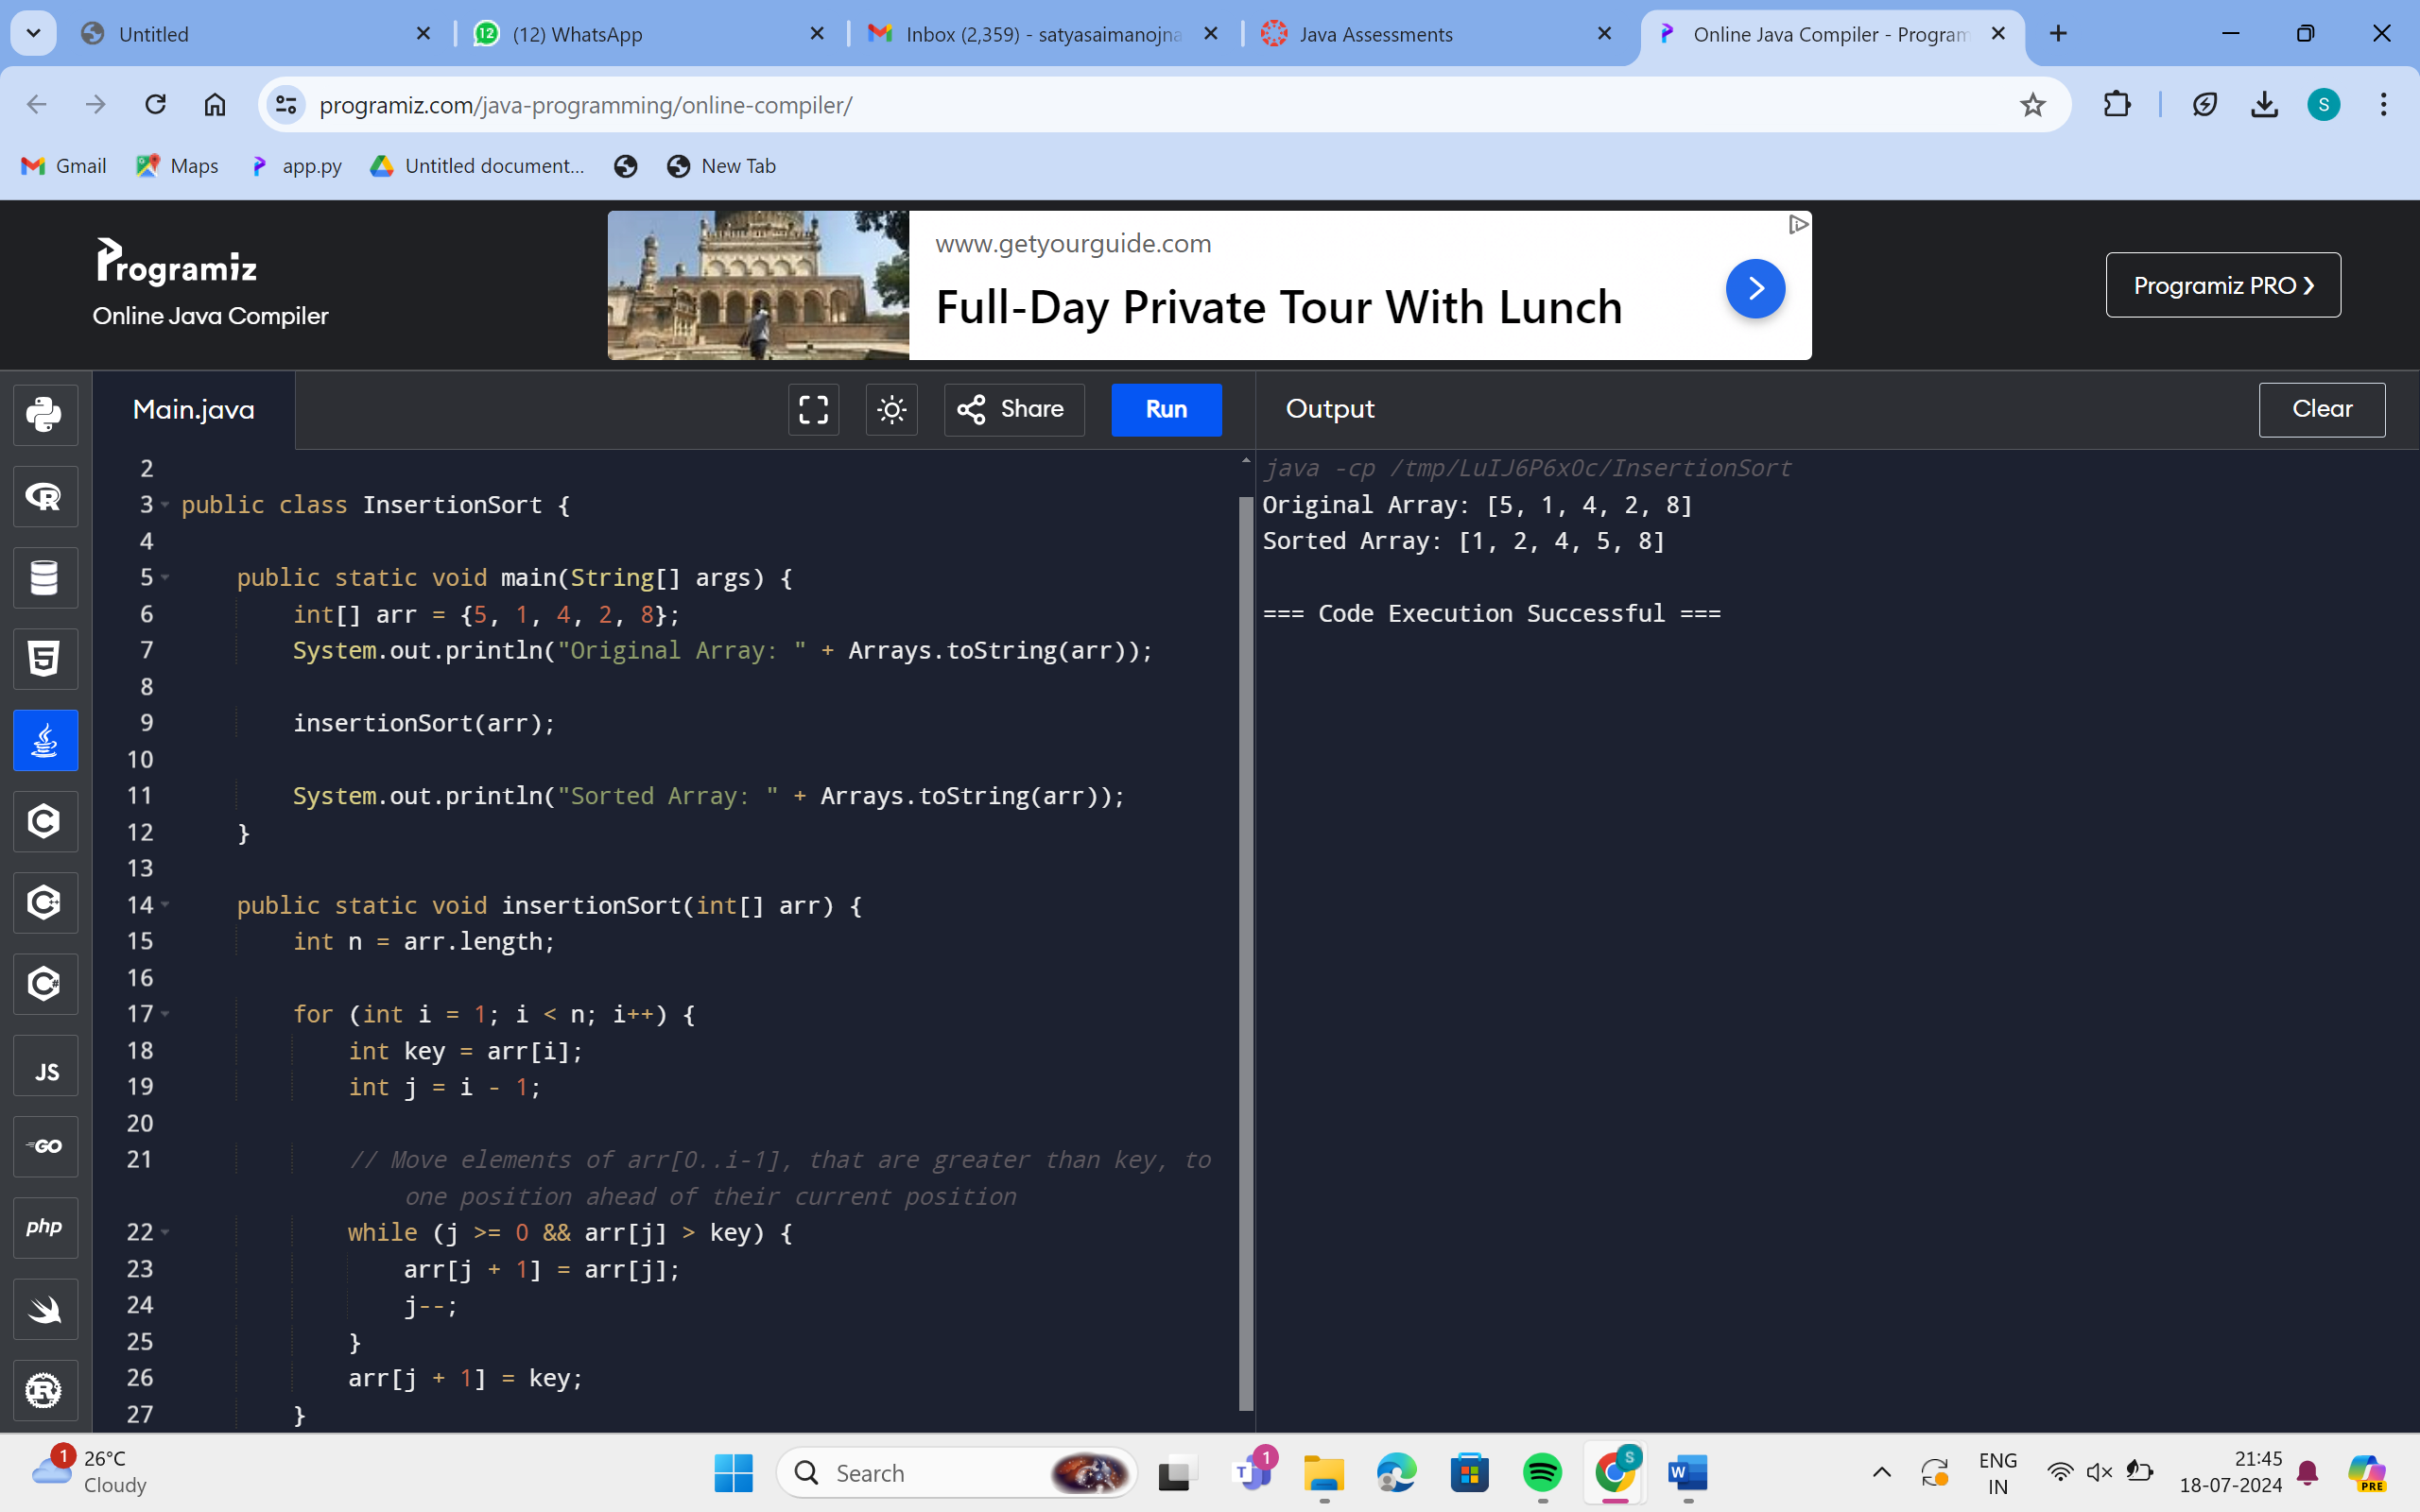 Untitled
12
(12) WhatsApp
Inbox (2,359) - satyasaimanojna
Java Assessments
Online Java Compiler - Program
programiz.com/java-programming/online-compiler/
S
Gmail
Maps
app.py
Untitled document...
New Tab
Programiz
Online Java Compiler
www.getyourguide.com
Full-Day Private Tour With Lunch
Programiz PRO ❯
Main.java
Share
Run
Output
Clear
2
3 public class InsertionSort {
4
5 public static void main(String[] args) {
6 int[] arr = {5, 1, 4, 2, 8};
7 System.out.println("Original Array: " + Arrays.toString(arr));
8
9 insertionSort(arr);
10
11 System.out.println("Sorted Array: " + Arrays.toString(arr));
12 }
13
14 public static void insertionSort(int[] arr) {
15 int n = arr.length;
16
17 for (int i = 1; i < n; i++) {
18 int key = arr[i];
19 int j = i - 1;
20
21 // Move elements of arr[0..i-1], that are greater than key, to
one position ahead of their current position
22 while (j >= 0 && arr[j] > key) {
23 arr[j + 1] = arr[j];
24 j--;
25 }
26 arr[j + 1] = key;
27 }
java -cp /tmp/LuIJ6P6xOc/InsertionSort
Original Array: [5, 1, 4, 2, 8]
Sorted Array: [1, 2, 4, 5, 8]
=== Code Execution Successful ===
R
5
C
C++
C#
JS
GO
php
R
1
26°C
Cloudy
Search
T
1
S
W
ENG
IN
21:45
18-07-2024
PRE